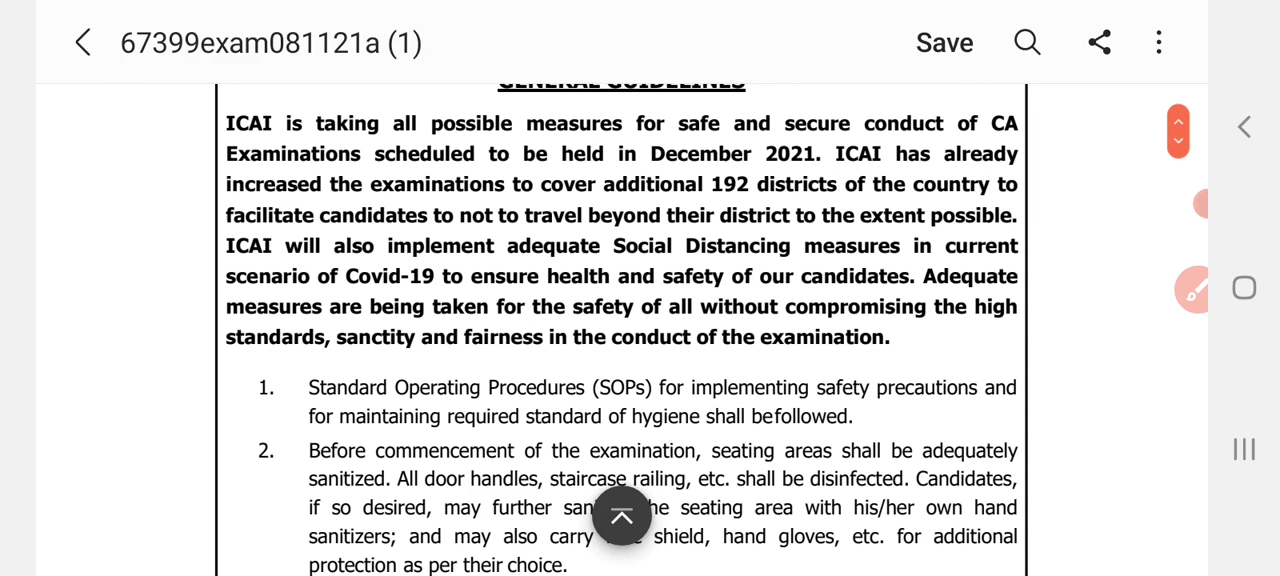 67399exam081121a (1)
Save
GENERAL GUIDELINES
ICAI is taking all possible measures for safe and secure conduct of CA
Examinations scheduled to be held in December 2021. ICAI has already
increased the examinations to cover additional 192 districts of the country to
facilitate candidates to not to travel beyond their district to the extent possible.
ICAI will also implement adequate Social Distancing measures in current
scenario of Covid-19 to ensure health and safety of our candidates. Adequate
measures are being taken for the safety of all without compromising the high
standards, sanctity and fairness in the conduct of the examination.
1. Standard Operating Procedures (SOPs) for implementing safety precautions and
for maintaining required standard of hygiene shall befollowed.
2. Before commencement of the examination, seating areas shall be adequately
sanitized. All door handles, staircase railing, etc. shall be disinfected. Candidates,
if so desired, may further san he seating area with his/her own hand
sanitizers; and may also carry shield, hand gloves, etc. for additional
protection as per their choice.